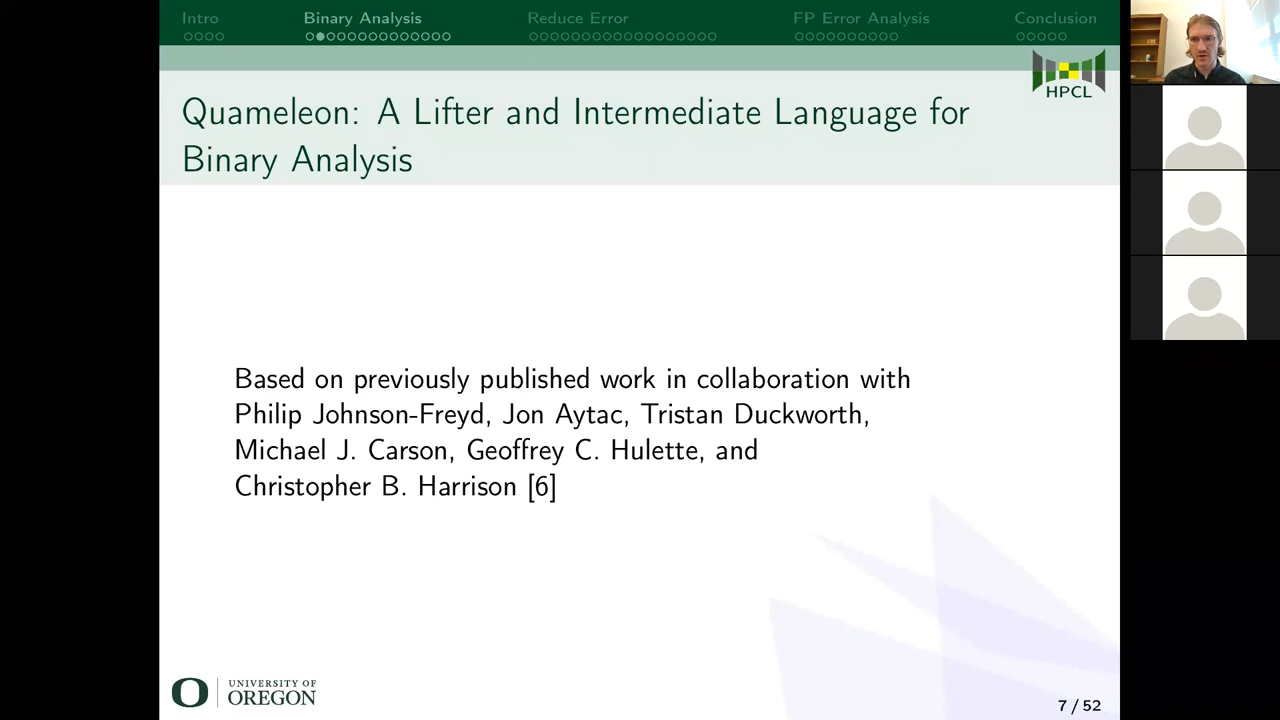 Intro Binary Analysis Reduce Error FP Error Analysis Conclusion
HPCL
Quameleon: A Lifter and Intermediate Language for
Binary Analysis
Based on previously published work in collaboration with
Philip Johnson-Freyd, Jon Aytac, Tristan Duckworth,
Michael J. Carson, Geoffrey C. Hulette, and
Christopher B. Harrison [6]
O UNIVERSITY OF
OREGON
7 / 52